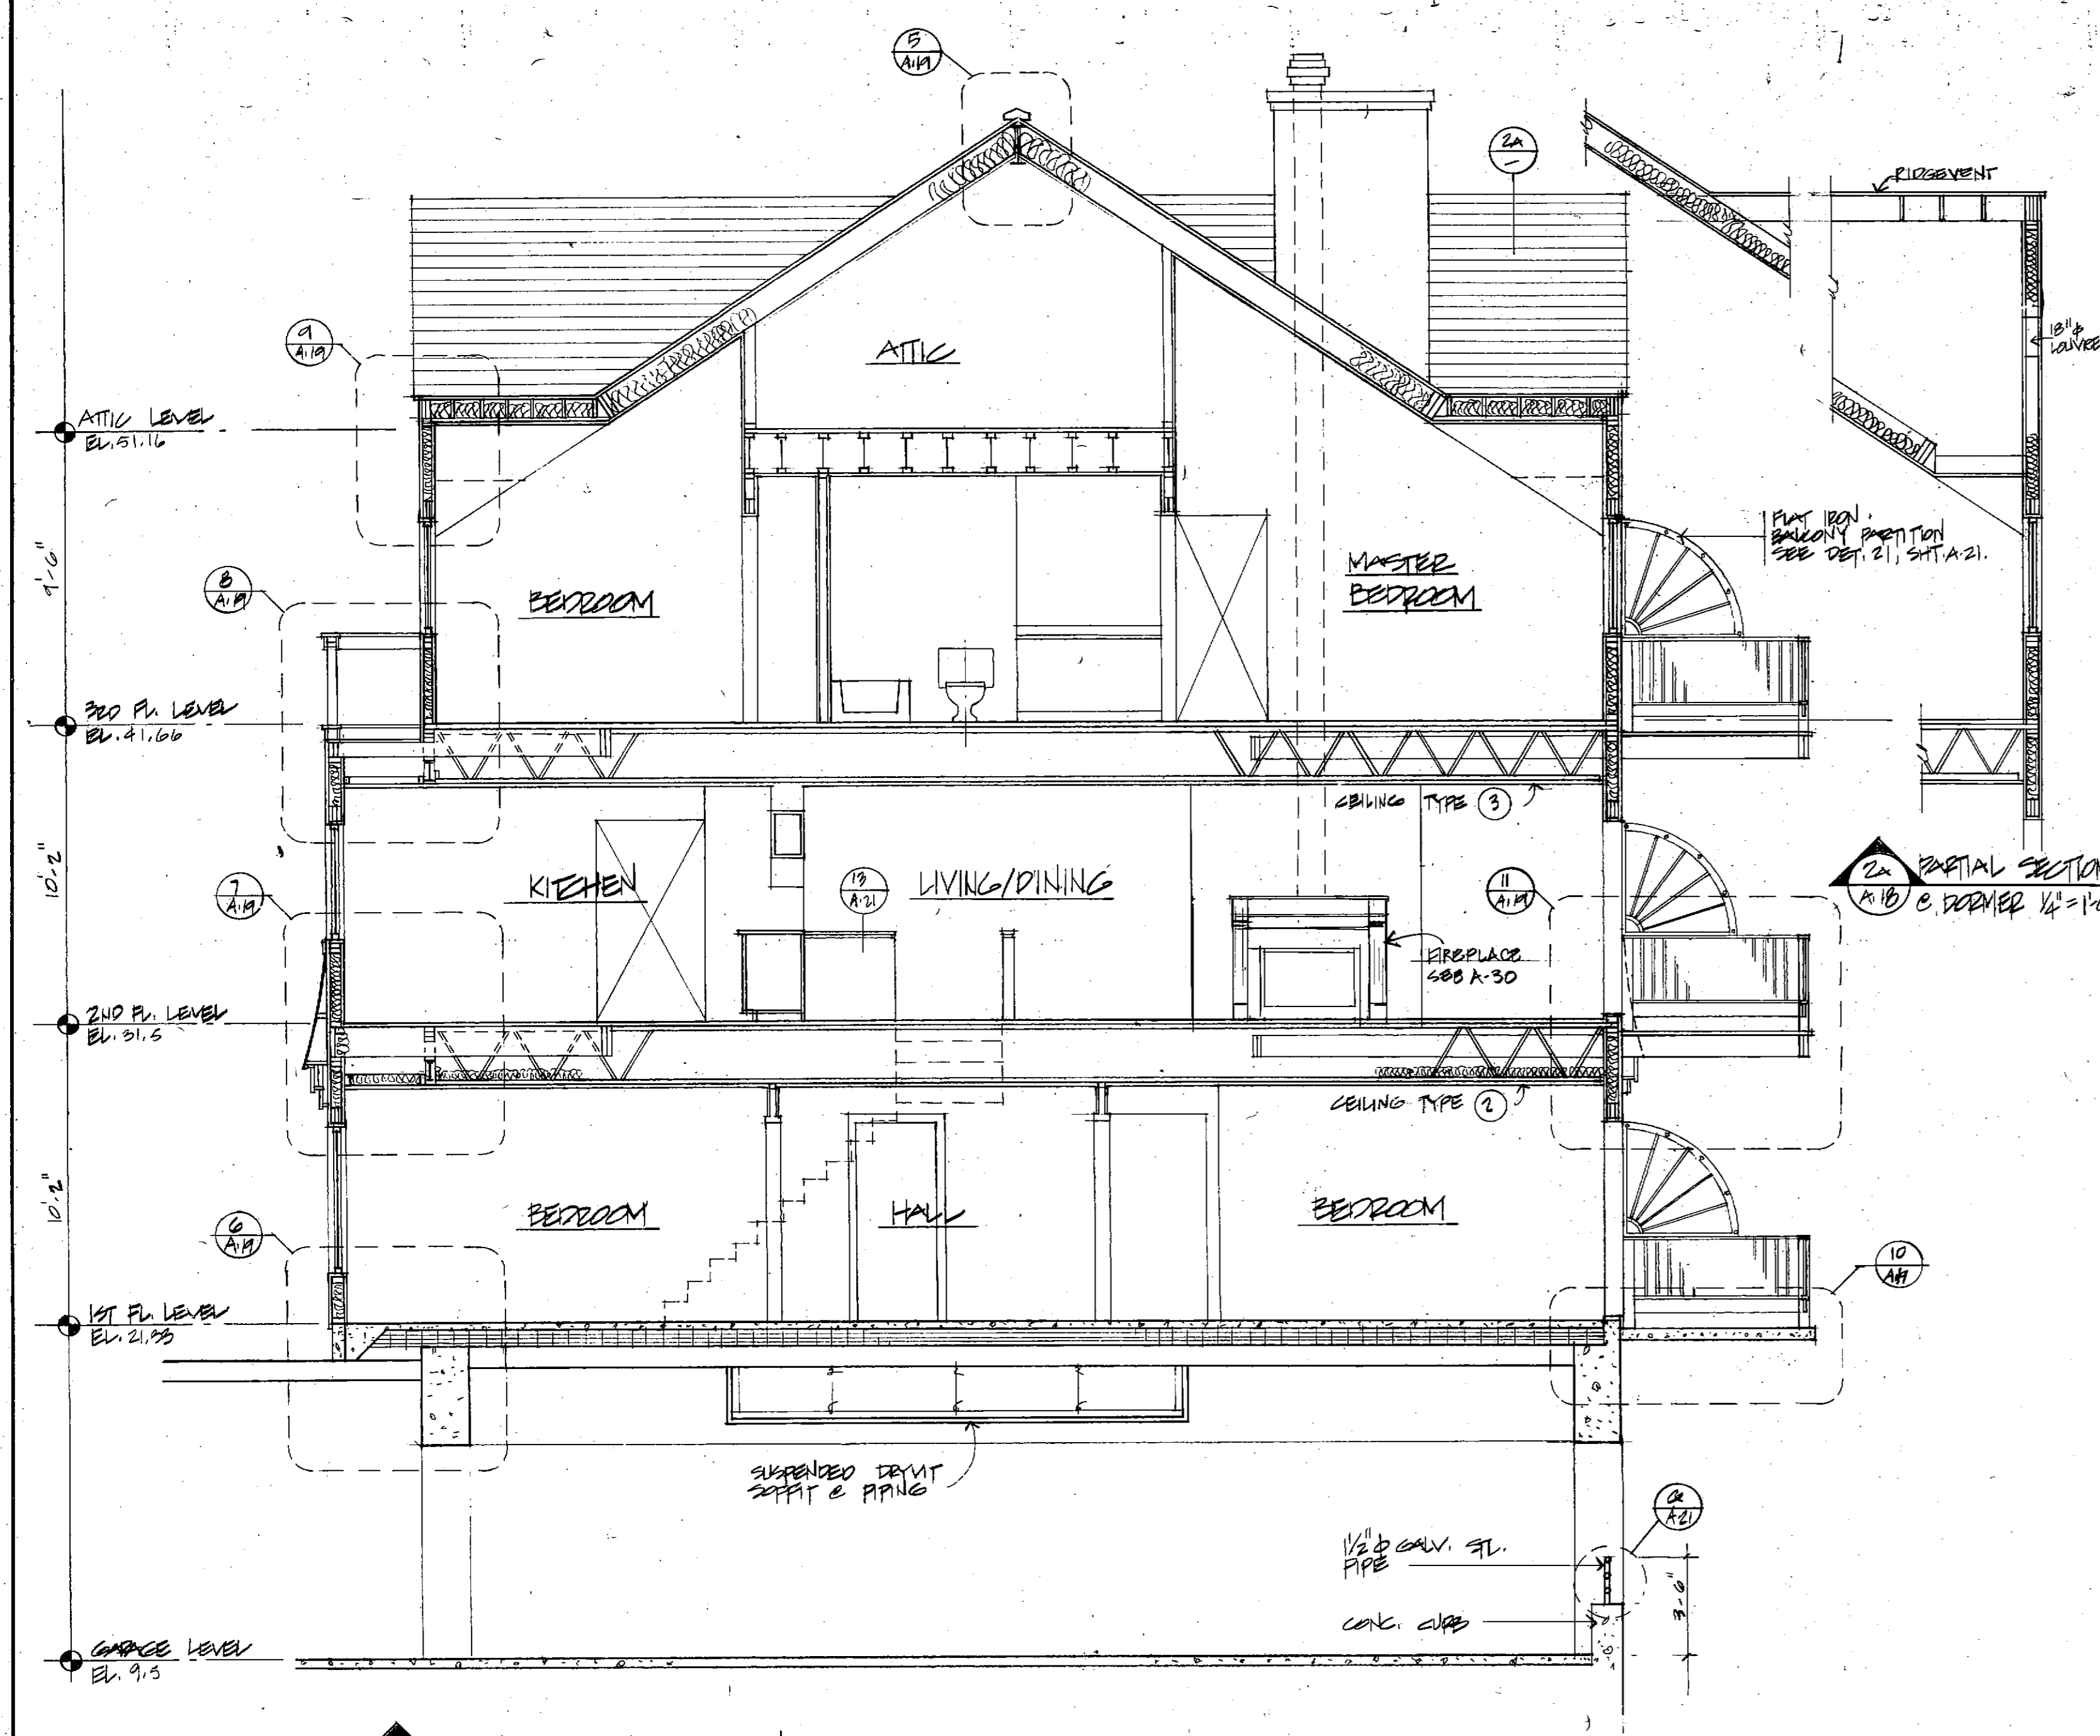 5
A.19
2A
—
RIDGEVENT
18"φ
LOUVRE
9
A.19
ATTIC
ATTIC LEVEL
EL. 51.16
FLAT IRON
BALCONY PARTITION
SEE DET. 21, SHT. A.21.
9'-6"
8
A.19
BEDROOM
MASTER
BEDROOM
3RD FL. LEVEL
EL. 41.66
CEILING TYPE 3
10'-2"
7
A.19
KITCHEN
13
A.21
LIVING/DINING
11
A.19
2A
A.18
PARTIAL SECTION
@ DORMER 1/4"=1'-
FIREPLACE
SEE A-30
2ND FL. LEVEL
EL. 31.5
CEILING TYPE 2
10'-2"
6
A.19
BEDROOM
HALL
BEDROOM
10
1ST FL. LEVEL
EL. 21.33
SUSPENDED DRYVIT
SOFFIT @ PIPING
A.21
1 1/2"φ GALV. STL.
PIPE
3'-6"
CONC. CURB
GARAGE LEVEL
EL. 9.5